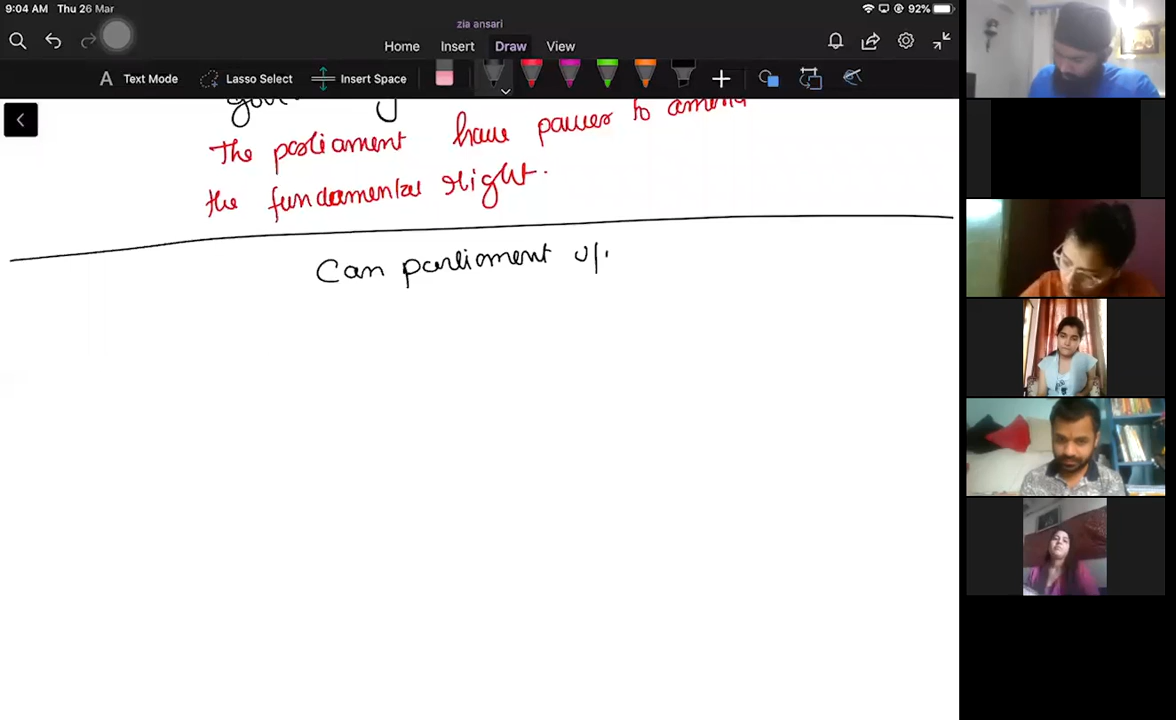 9:04 AM Thu 26 Mar
92%
zia ansari
Home Insert Draw View
Text Mode Lasso Select Insert Space
The parliament have power to amend
the fundamental right.
Can parliament u/